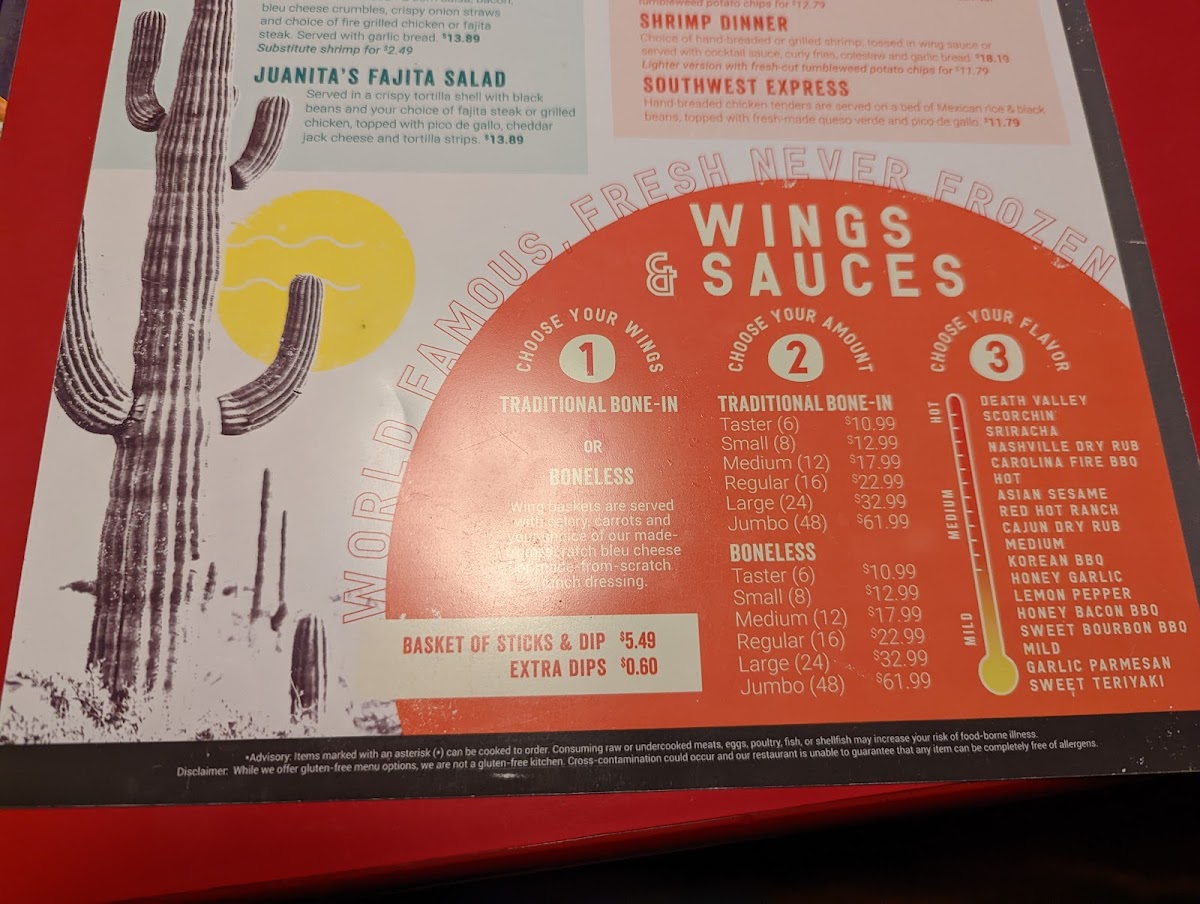 bleu cheese crumbles, crispy onion straws
and choice of fire grilled chicken or fajita
steak. Served with garlic bread. $13.89
Substitute shrimp for $2.49
JUANITA'S FAJITA SALAD
Served in a crispy tortilla shell with black
beans and your choice of fajita steak or grilled
chicken, topped with pico de gallo, cheddar
jack cheese and tortilla strips. $13.89
tumbleweed potato chips for $12.79
SHRIMP DINNER
Choice of hand-breaded or grilled shrimp, tossed in wing sauce or
served with cocktail sauce, curly fries, coleslaw and garlic bread. $18.19
Lighter version with fresh-cut tumbleweed potato chips for $11.79
SOUTHWEST EXPRESS
Hand-breaded chicken tenders are served on a bed of Mexican rice & black
beans, topped with fresh-made queso verde and pico de gallo. $11.79
WORLD FAMOUS, FRESH NEVER FROZEN
WINGS
& SAUCES
CHOOSE YOUR WINGS
1
TRADITIONAL BONE-IN
OR
BONELESS
Wing baskets are served
with celery, carrots and
your choice of our made-
from-scratch bleu cheese
or made-from-scratch
ranch dressing.
BASKET OF STICKS & DIP $5.49
EXTRA DIPS $0.60
CHOOSE YOUR AMOUNT
2
TRADITIONAL BONE-IN
Taster (6) $10.99
Small (8) $12.99
Medium (12) $17.99
Regular (16) $22.99
Large (24) $32.99
Jumbo (48) $61.99
BONELESS
Taster (6) $10.99
Small (8) $12.99
Medium (12) $17.99
Regular (16) $22.99
Large (24) $32.99
Jumbo (48) $61.99
CHOOSE YOUR FLAVOR
3
HOT
MEDIUM
MILD
DEATH VALLEY
SCORCHIN'
SRIRACHA
NASHVILLE DRY RUB
CAROLINA FIRE BBQ
HOT
ASIAN SESAME
RED HOT RANCH
CAJUN DRY RUB
MEDIUM
KOREAN BBQ
HONEY GARLIC
LEMON PEPPER
HONEY BACON BBQ
SWEET BOURBON BBQ
MILD
GARLIC PARMESAN
SWEET TERIYAKI
•Advisory: Items marked with an asterisk (•) can be cooked to order. Consuming raw or undercooked meats, eggs, poultry, fish, or shellfish may increase your risk of food-borne illness.
Disclaimer: While we offer gluten-free menu options, we are not a gluten-free kitchen. Cross-contamination could occur and our restaurant is unable to guarantee that any item can be completely free of allergens.